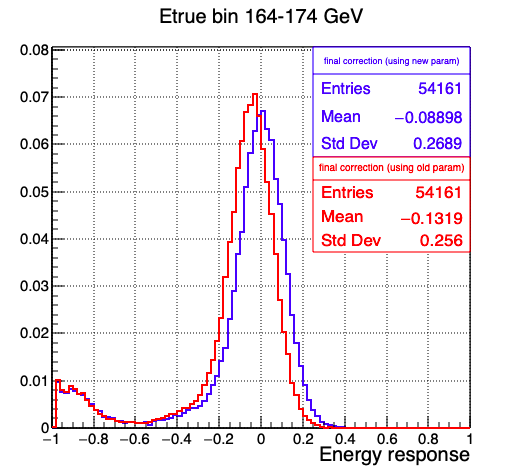 Etrue bin 164-174 GeV
final correction (using new param)
Entries 54161
Mean −0.08898
Std Dev 0.2689
final correction (using old param)
Entries 54161
Mean −0.1319
Std Dev 0.256
0.08
0.07
0.06
0.05
0.04
0.03
0.02
0.01
0
−1 −0.8 −0.6 −0.4 −0.2 0 0.2 0.4 0.6 0.8 1
Energy response